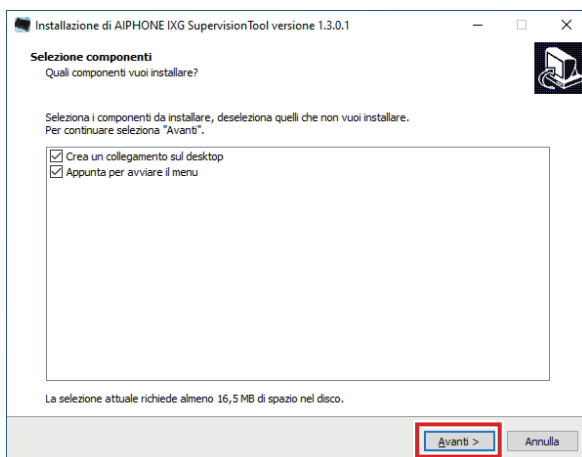 Installazione di AIPHONE IXG SupervisionTool versione 1.3.0.1
Selezione componenti
Quali componenti vuoi installare?
Seleziona i componenti da installare, deseleziona quelli che non vuoi installare.
Per continuare seleziona "Avanti".
Crea un collegamento sul desktop
Appunta per avviare il menu
La selezione attuale richiede almeno 16,5 MB di spazio nel disco.
Avanti > Annulla